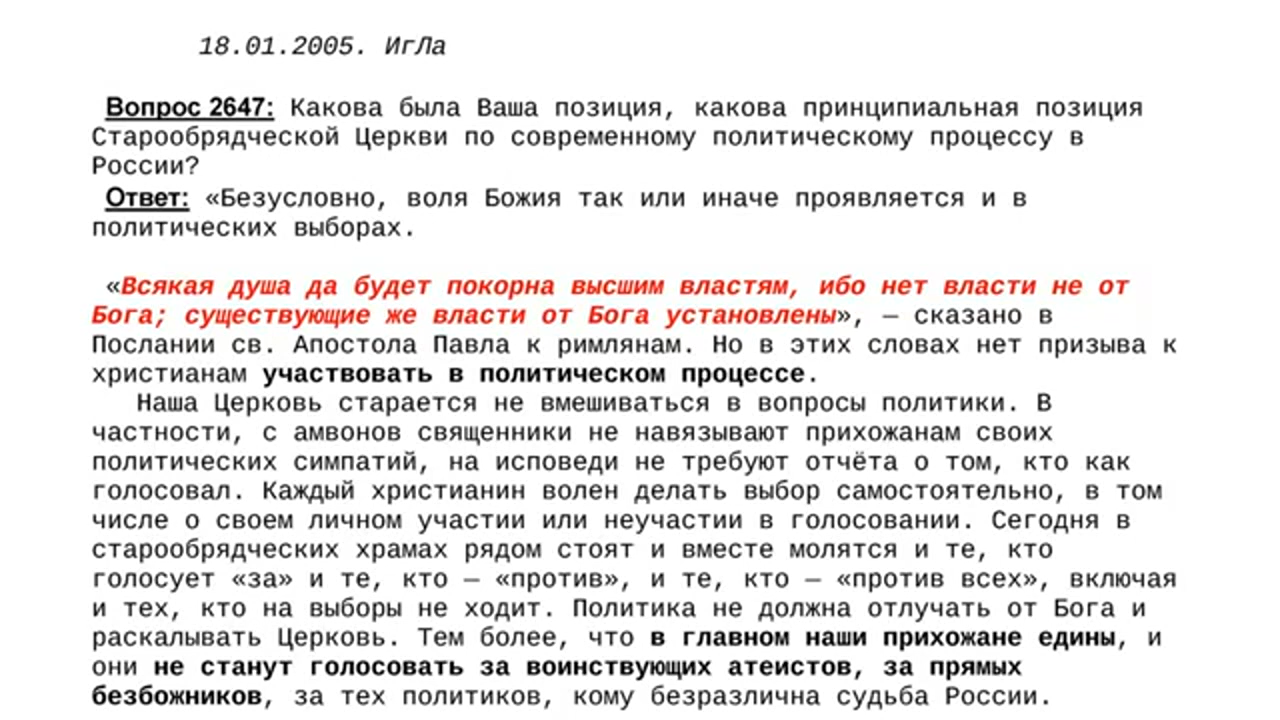 18.01.2005. ИгЛа
Вопрос 2647: Какова была Ваша позиция, какова принципиальная позиция
Старообрядческой Церкви по современному политическому процессу в
России?
Ответ: «Безусловно, воля Божия так или иначе проявляется и в
политических выборах.
«Всякая душа да будет покорна высшим властям, ибо нет власти не от
Бога; существующие же власти от Бога установлены», — сказано в
Послании св. Апостола Павла к римлянам. Но в этих словах нет призыва к
христианам участвовать в политическом процессе.
Наша Церковь старается не вмешиваться в вопросы политики. В
частности, с амвонов священники не навязывают прихожанам своих
политических симпатий, на исповеди не требуют отчёта о том, кто как
голосовал. Каждый христианин волен делать выбор самостоятельно, в том
числе о своем личном участии или неучастии в голосовании. Сегодня в
старообрядческих храмах рядом стоят и вместе молятся и те, кто
голосует «за» и те, кто — «против», и те, кто — «против всех», включая
и тех, кто на выборы не ходит. Политика не должна отлучать от Бога и
раскалывать Церковь. Тем более, что в главном наши прихожане едины, и
они не станут голосовать за воинствующих атеистов, за прямых
безбожников, за тех политиков, кому безразлична судьба России.